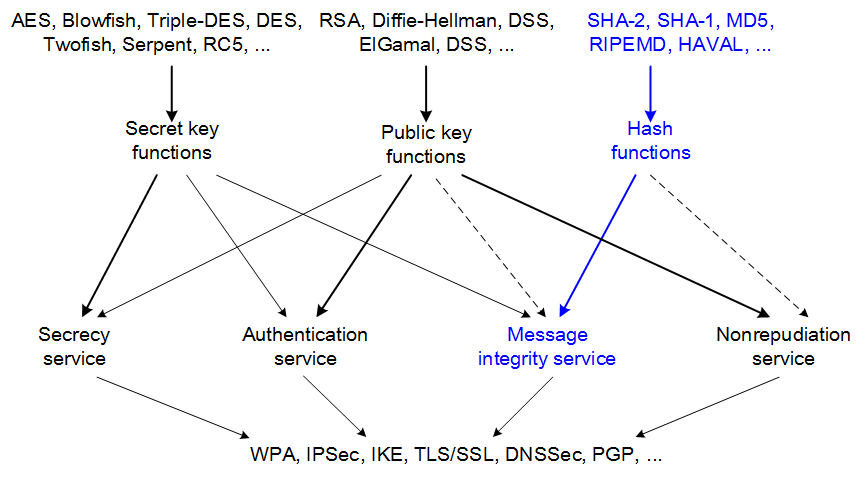 AES, Blowfish, Triple-DES, DES,
Twofish, Serpent, RC5, ...
RSA, Diffie-Hellman, DSS,
ElGamal, DSS, ...
SHA-2, SHA-1, MD5,
RIPEMD, HAVAL, ...
Secret key
functions
Public key
functions
Hash
functions
Secrecy
service
Authentication
service
Message
integrity service
Nonrepudiation
service
WPA, IPSec, IKE, TLS/SSL, DNSSec, PGP, ...